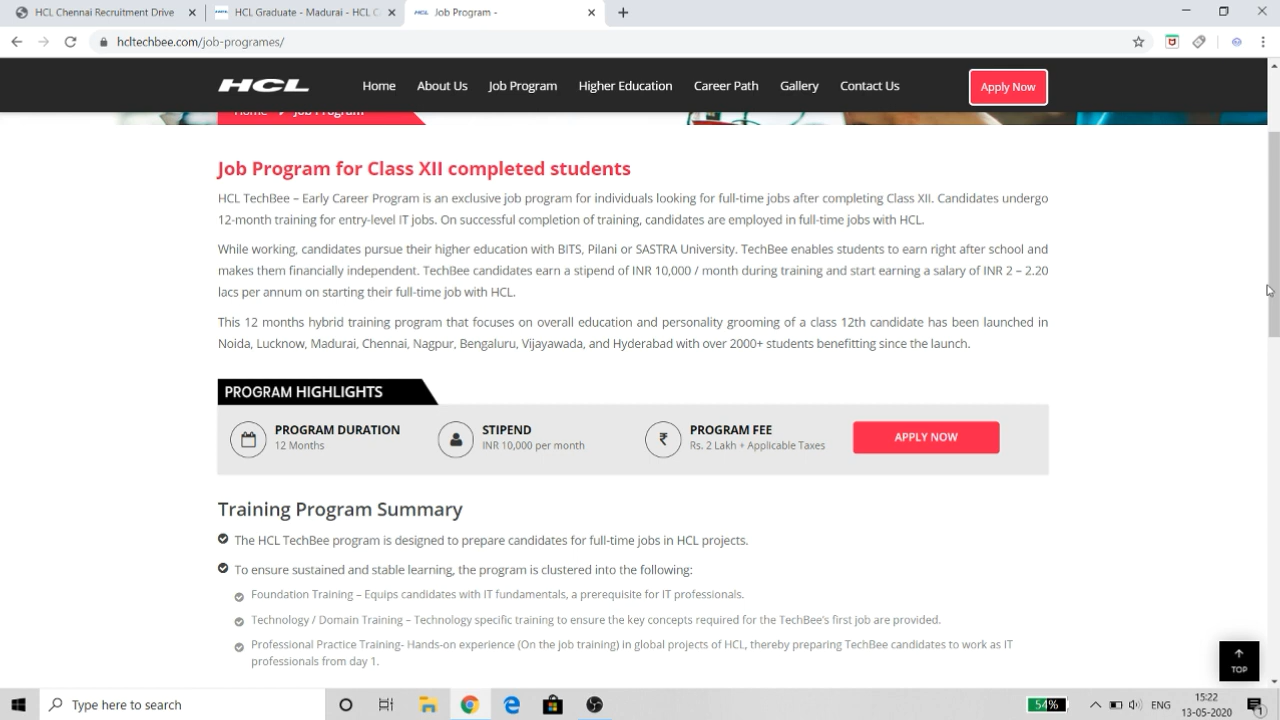 HCL Chennai Recruitment Drive
HCL Graduate - Madurai - HCL C
HCL Job Program -
hcltechbee.com/job-programes/
HCL
Home
About Us
Job Program
Higher Education
Career Path
Gallery
Contact Us
Apply Now
Home
Job Program
Job Program for Class XII completed students
HCL TechBee – Early Career Program is an exclusive job program for individuals looking for full-time jobs after completing Class XII. Candidates undergo
12-month training for entry-level IT jobs. On successful completion of training, candidates are employed in full-time jobs with HCL.
While working, candidates pursue their higher education with BITS, Pilani or SASTRA University. TechBee enables students to earn right after school and
makes them financially independent. TechBee candidates earn a stipend of INR 10,000 / month during training and start earning a salary of INR 2 – 2.20
lacs per annum on starting their full-time job with HCL.
This 12 months hybrid training program that focuses on overall education and personality grooming of a class 12th candidate has been launched in
Noida, Lucknow, Madurai, Chennai, Nagpur, Bengaluru, Vijayawada, and Hyderabad with over 2000+ students benefitting since the launch.
PROGRAM HIGHLIGHTS
PROGRAM DURATION
12 Months
STIPEND
INR 10,000 per month
₹
PROGRAM FEE
Rs. 2 Lakh + Applicable Taxes
APPLY NOW
Training Program Summary
The HCL TechBee program is designed to prepare candidates for full-time jobs in HCL projects.
To ensure sustained and stable learning, the program is clustered into the following:
Foundation Training – Equips candidates with IT fundamentals, a prerequisite for IT professionals.
Technology / Domain Training – Technology specific training to ensure the key concepts required for the TechBee's first job are provided.
Professional Practice Training- Hands-on experience (On the job training) in global projects of HCL, thereby preparing TechBee candidates to work as IT
professionals from day 1.
TOP
Type here to search
54%
ENG
15:22
13-05-2020
1